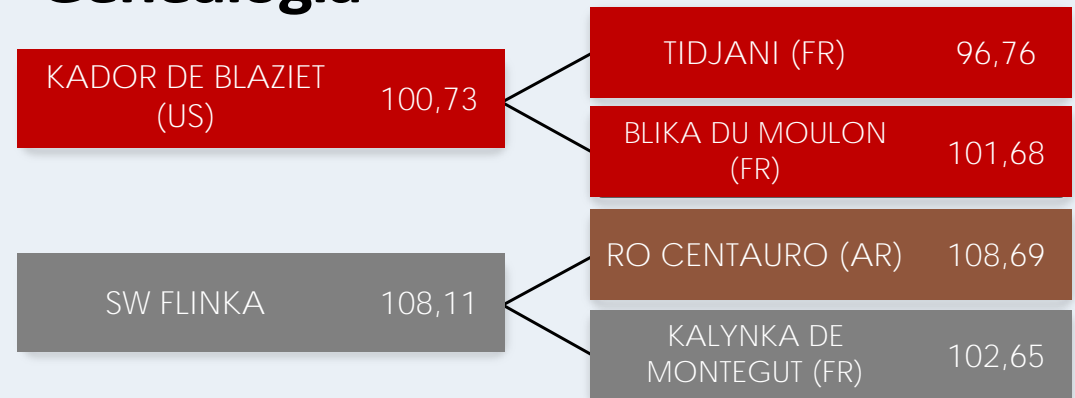 KADOR DE BLAZIET
(US)
100,73
TIDJANI (FR)
96,76
BLIKA DU MOULON
(FR)
101,68
SW FLINKA
108,11
RO CENTAURO (AR)
108,69
KALYNKA DE
MONTEGUT (FR)
102,65